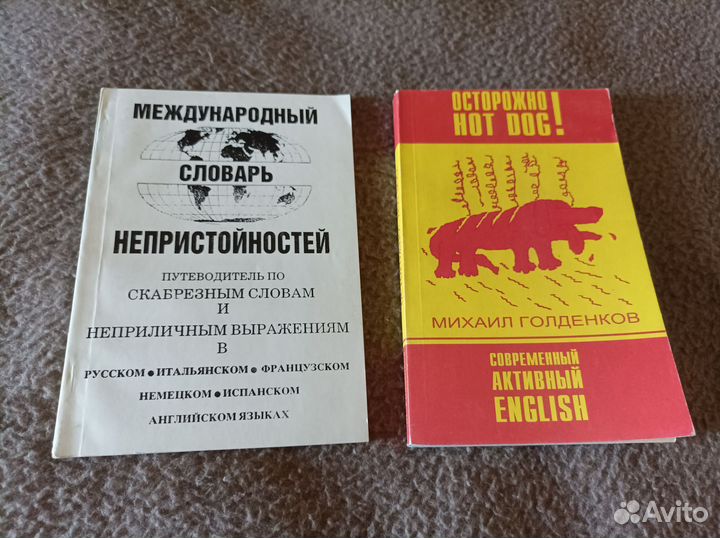 МЕЖДУНАРОДНЫЙ
СЛОВАРЬ
НЕПРИСТОЙНОСТЕЙ
ПУТЕВОДИТЕЛЬ ПО
СКАБРЕЗНЫМ СЛОВАМ
И
НЕПРИЛИЧНЫМ ВЫРАЖЕНИЯМ
В
РУССКОМ ● ИТАЛЬЯНСКОМ ● ФРАНЦУЗСКОМ
НЕМЕЦКОМ ● ИСПАНСКОМ
АНГЛИЙСКОМ ЯЗЫКАХ
ОСТОРОЖНО
HOT DOG!
МИХАИЛ ГОЛДЕНКОВ
СОВРЕМЕННЫЙ
АКТИВНЫЙ
ENGLISH
Avito